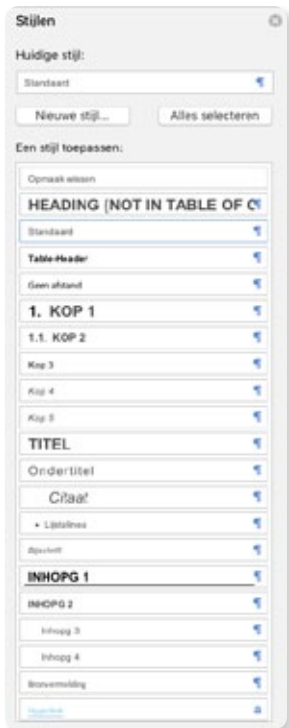 Stijlen
Huidige stijl:
Standaard
Nieuwe stijl...
Alles selecteren
Een stijl toepassen:
Opmaak wissen
HEADING (NOT IN TABLE OF C
Standaard
Table-Header
Geen afstand
1. KOP 1
1.1. KOP 2
Kop 3
Kop 4
Kop 5
TITEL
Ondertitel
Citaat
• Lijstalinea
Bijschrift
INHOPG 1
INHOPG 2
Inhopg 3
Inhopg 4
Bronvermelding
Hyperlink
a